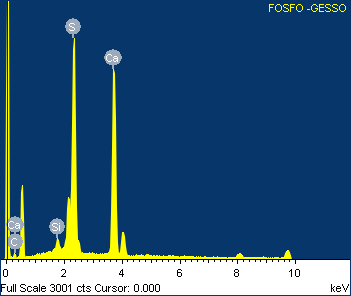 FOSFO -GESSO
S
Ca
Ca
C
Si
0 2 4 6 8 10
Full Scale 3001 cts Cursor: 0.000 keV